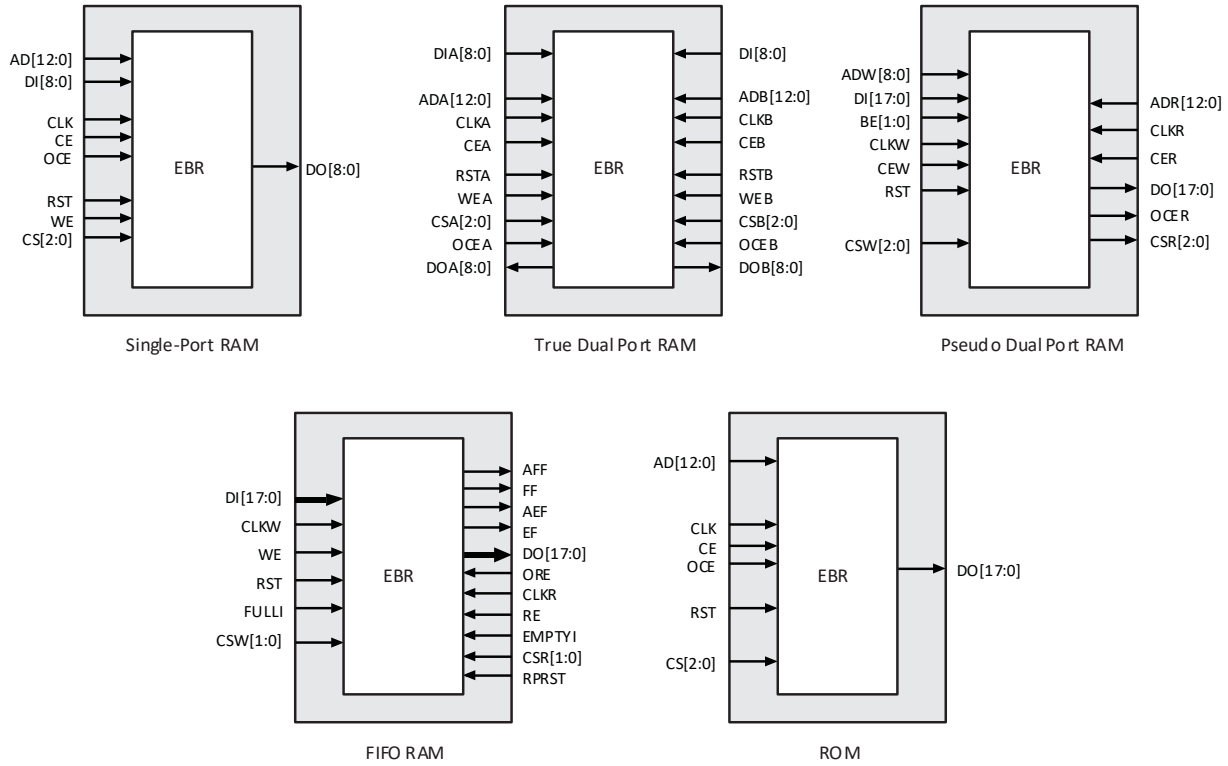 AD[12:0]
DI[8:0]
CLK
CE
OCE
RST
WE
CS[2:0]
EBR
DO[8:0]
Single-Port RAM
DIA[8:0]
ADA[12:0]
CLKA
CEA
RSTA
WEA
CSA[2:0]
OCEA
DOA[8:0]
EBR
DI[8:0]
ADB[12:0]
CLKB
CEB
RSTB
WEB
CSB[2:0]
OCEB
DOB[8:0]
True Dual Port RAM
ADW[8:0]
DI[17:0]
BE[1:0]
CLKW
CEW
RST
CSW[2:0]
EBR
ADR[12:0]
CLKR
CER
DO[17:0]
OCER
CSR[2:0]
Pseudo Dual Port RAM
DI[17:0]
CLKW
WE
RST
FULLI
CSW[1:0]
EBR
AFF
FF
AEF
EF
DO[17:0]
ORE
CLKR
RE
EMPTYI
CSR[1:0]
RPRST
FIFO RAM
AD[12:0]
CLK
CE
OCE
RST
CS[2:0]
EBR
DO[17:0]
ROM